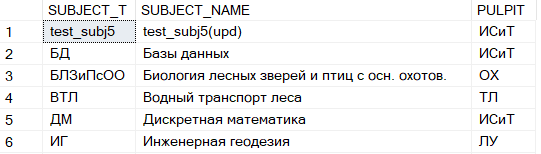 SUBJECT_T SUBJECT_NAME PULPIT
1 test_subj5 test_subj5(upd) ИСиТ
2 БД Базы данных ИСиТ
3 БЛЗиПсОО Биология лесных зверей и птиц с осн. охотов. ОХ
4 ВТЛ Водный транспорт леса ТЛ
5 ДМ Дискретная математика ИСиТ
6 ИГ Инженерная геодезия ЛУ